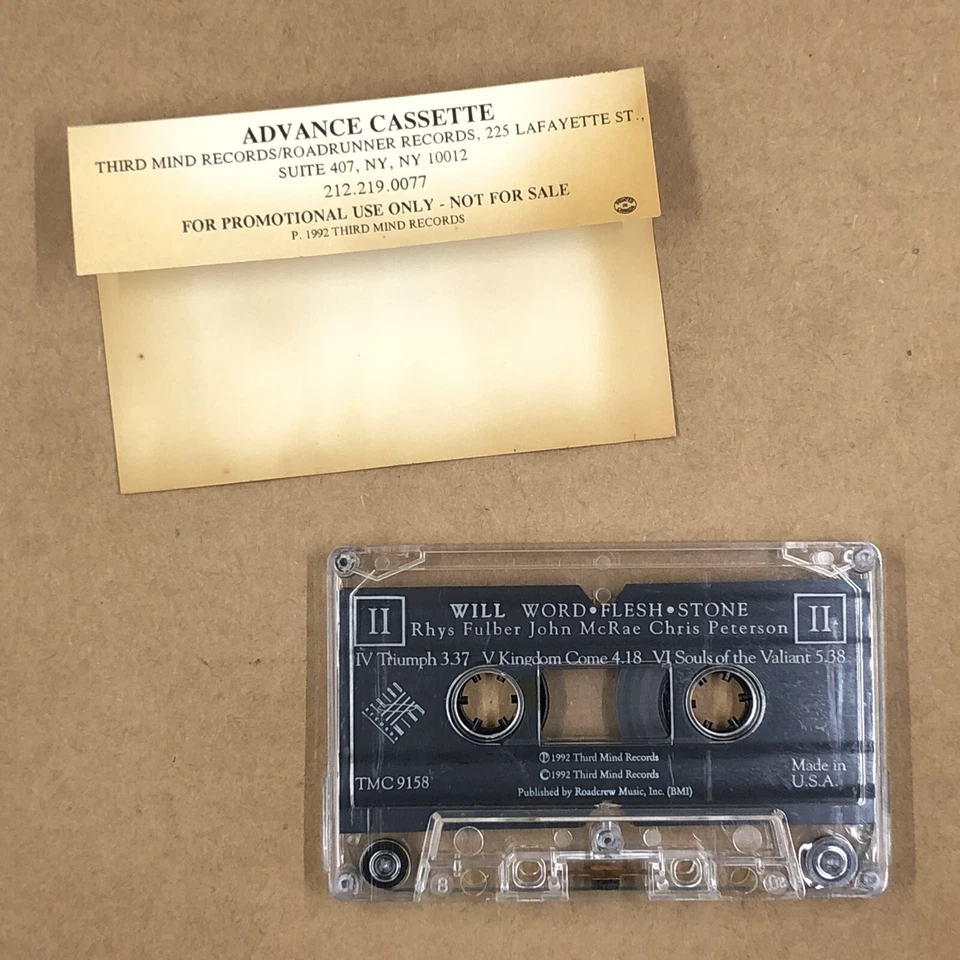 ADVANCE CASSETTE
THIRD MIND RECORDS/ROADRUNNER RECORDS, 225 LAFAYETTE ST.,
SUITE 407, NY, NY 10012
212.219.0077
FOR PROMOTIONAL USE ONLY - NOT FOR SALE
P. 1992 THIRD MIND RECORDS
II WILL WORD•FLESH•STONE II
Rhys Fulber John McRae Chris Peterson
IV Triumph 3.37 V Kingdom Come 4.18 VI Souls of the Valiant 5.38
RECORDS
℗1992 Third Mind Records
©1992 Third Mind Records
Published by Roadcrew Music, Inc. (BMI)
TMC 9158
Made in
U.S.A.
8